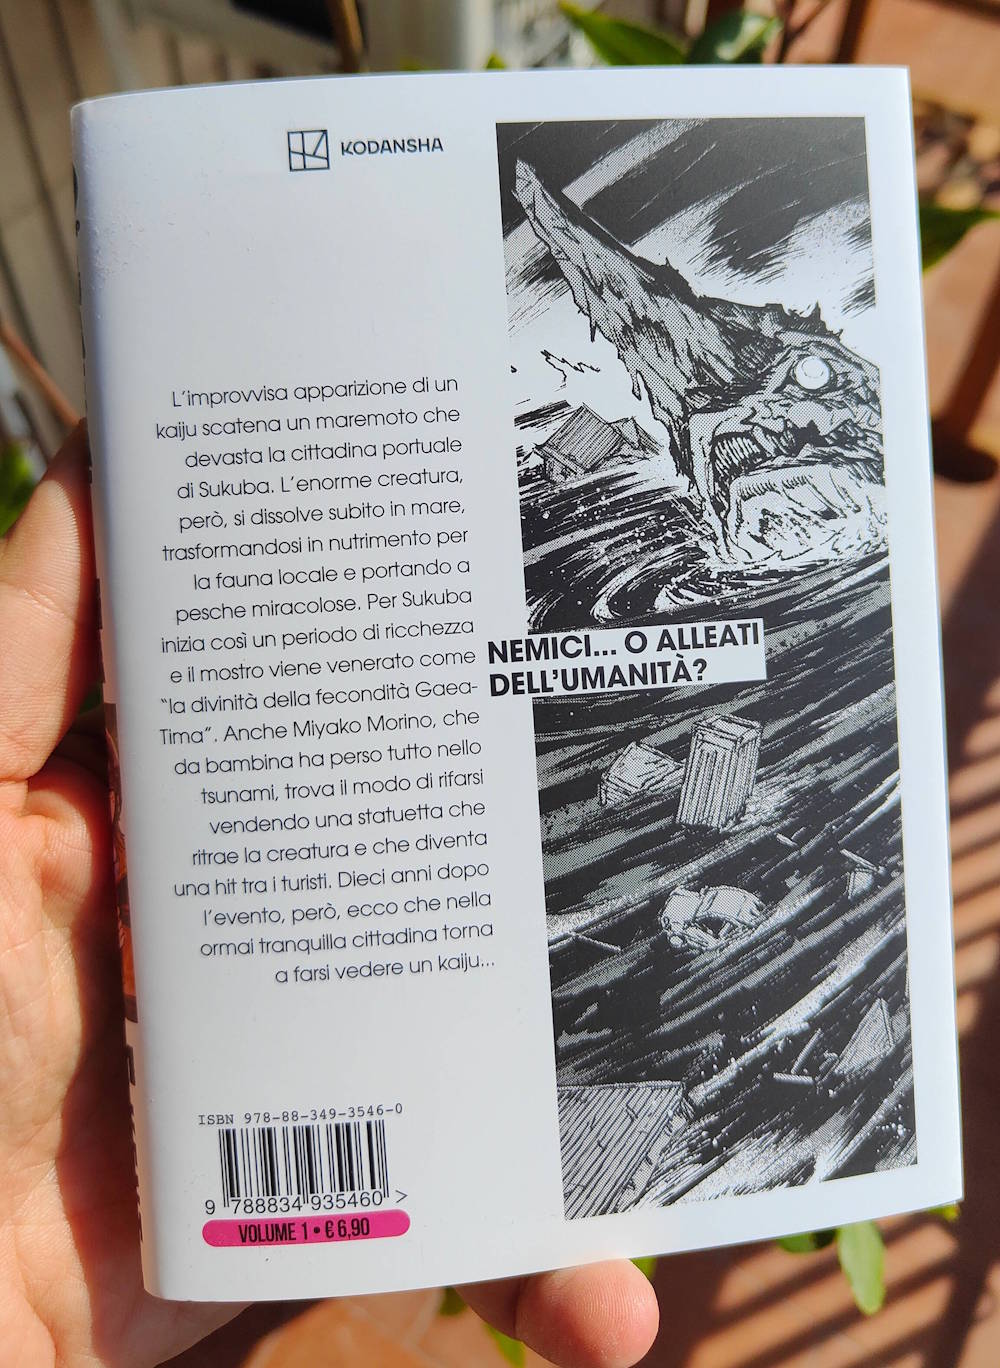 KODANSHA
L'improvvisa apparizione di un
kaiju scatena un maremoto che
devasta la cittadina portuale
di Sukuba. L'enorme creatura,
però, si dissolve subito in mare,
trasformandosi in nutrimento per
la fauna locale e portando a
pesche miracolose. Per Sukuba
inizia così un periodo di ricchezza
e il mostro viene venerato come
"la divinità della fecondità Gaea-
Tima". Anche Miyako Morino, che
da bambina ha perso tutto nello
tsunami, trova il modo di rifarsi
vendendo una statuetta che
ritrae la creatura e che diventa
una hit tra i turisti. Dieci anni dopo
l'evento, però, ecco che nella
ormai tranquilla cittadina torna
a farsi vedere un kaiju...
NEMICI... O ALLEATI
DELL'UMANITÀ?
ISBN 978-88-349-3546-0
9 788834 935460 >
VOLUME 1 • € 6,90